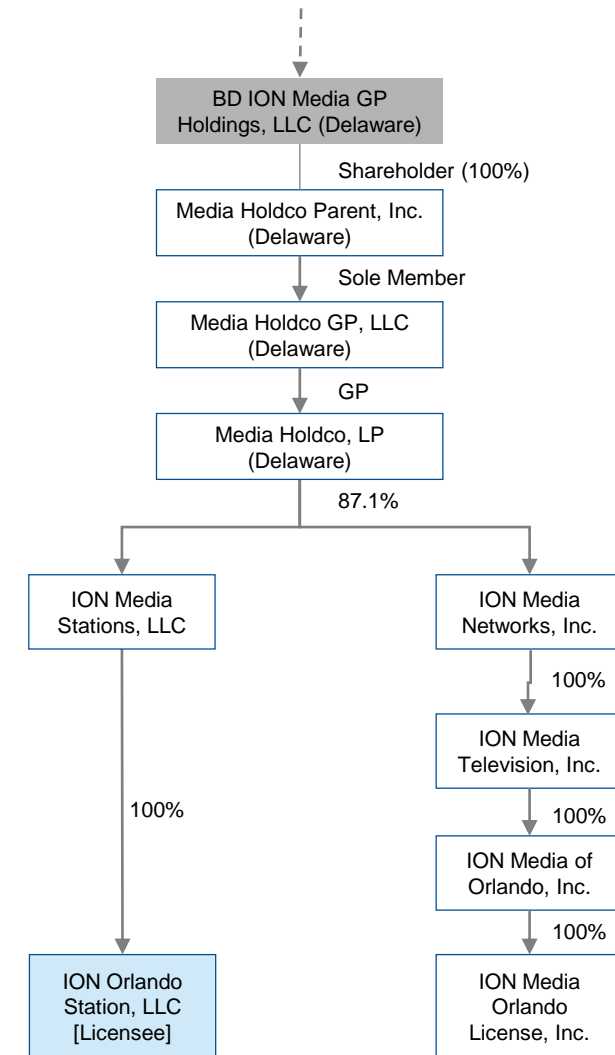 BD ION Media GP
Holdings, LLC (Delaware)
Shareholder (100%)
Media Holdco Parent, Inc.
(Delaware)
Sole Member
Media Holdco GP, LLC
(Delaware)
GP
Media Holdco, LP
(Delaware)
87.1%
ION Media
Stations, LLC
100%
ION Orlando
Station, LLC
[Licensee]
ION Media
Networks, Inc.
100%
ION Media
Television, Inc.
100%
ION Media of
Orlando, Inc.
100%
ION Media
Orlando
License, Inc.